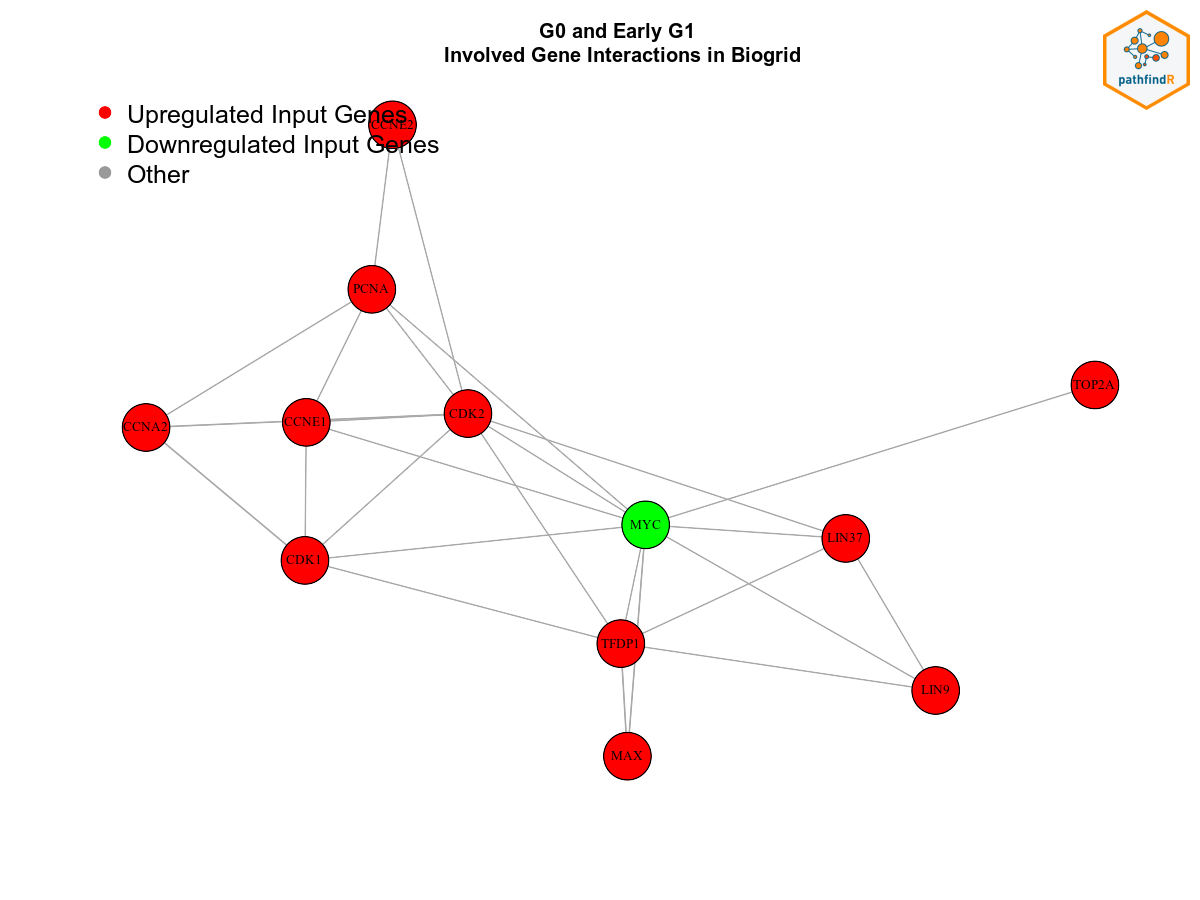 G0 and Early G1
Involved Gene Interactions in Biogrid
pathfindR
Upregulated Input Genes
CCNE2
Downregulated Input Genes
Other
PCNA
TOP2A
CCNA2
CCNE1
CDK2
MYC
LIN37
CDK1
TFDP1
LIN9
MAX